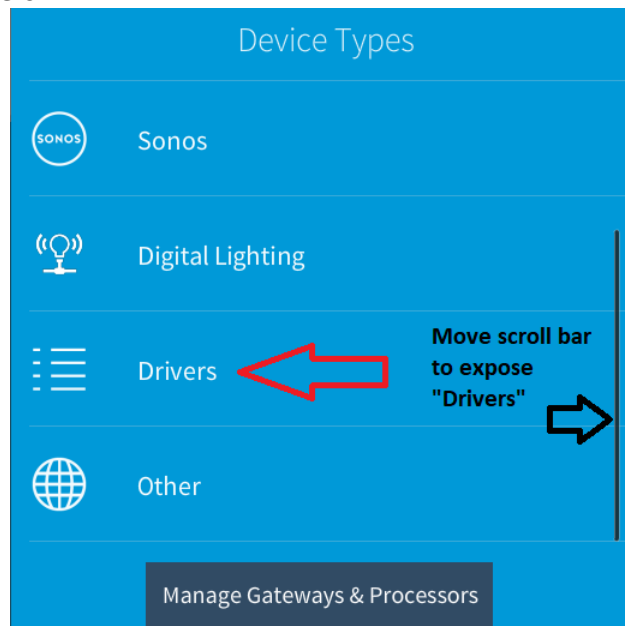 Device Types
SONOS
Sonos
Digital Lighting
Drivers
Move scroll bar
to expose
"Drivers"
Other
Manage Gateways & Processors